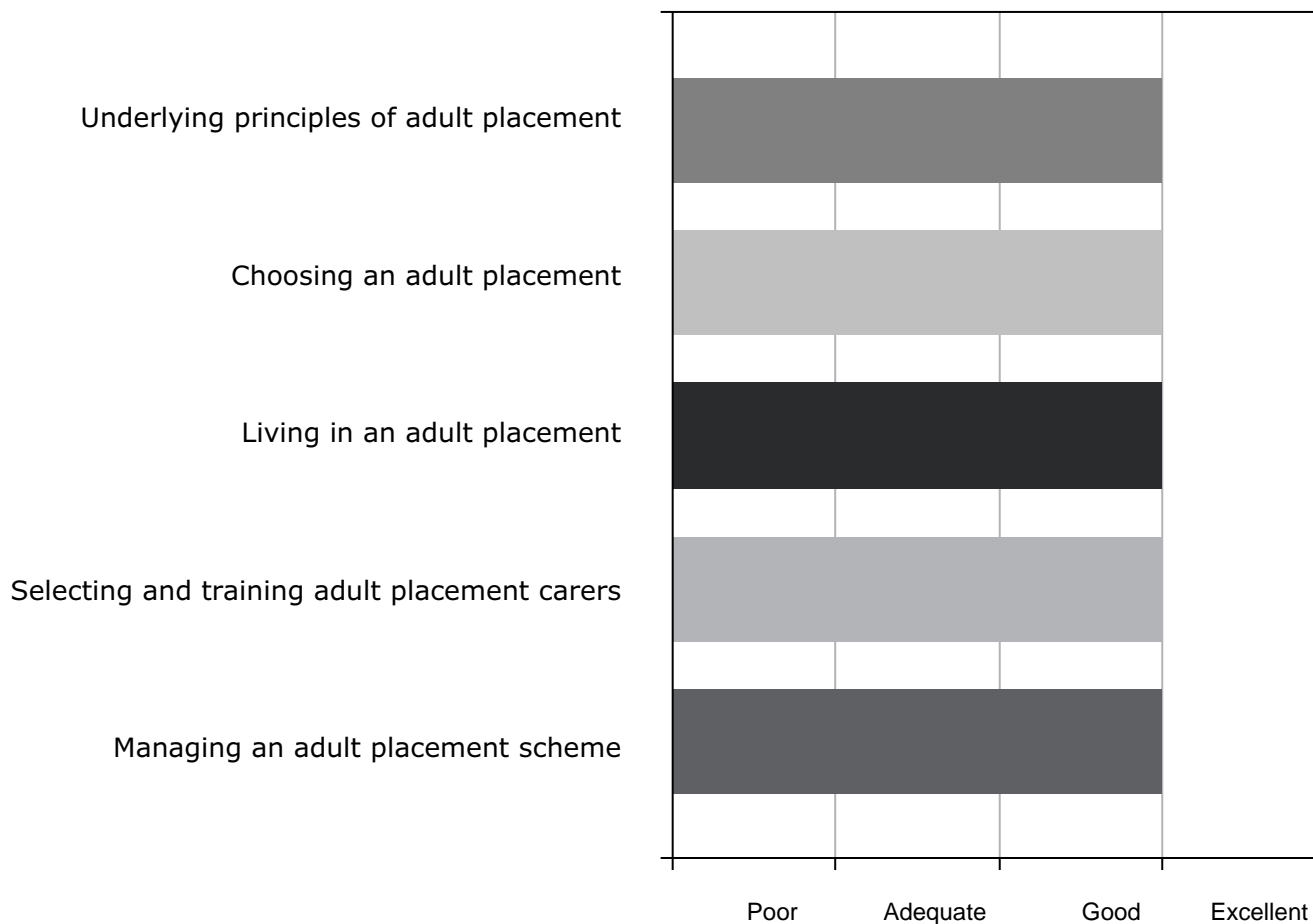 Underlying principles of adult placement
Choosing an adult placement
Living in an adult placement
Selecting and training adult placement carers
Managing an adult placement scheme
Poor Adequate Good Excellent